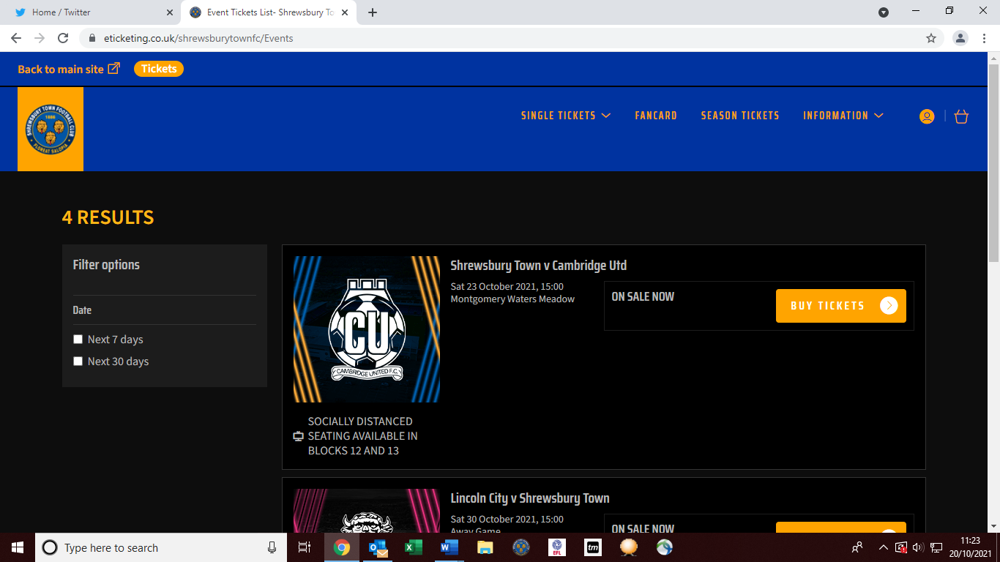 Home / Twitter
Event Tickets List- Shrewsbury To
eticketing.co.uk/shrewsburytownfc/Events
Back to main site
Tickets
SHREWSBURY TOWN FOOTBALL CLUB
1886
FLOREAT SALOPIA
SINGLE TICKETS
FANCARD
SEASON TICKETS
INFORMATION
4 RESULTS
Filter options
Date
Next 7 days
Next 30 days
CU
CAMBRIDGE UNITED F.C.
SOCIALLY DISTANCED
SEATING AVAILABLE IN
BLOCKS 12 AND 13
Shrewsbury Town v Cambridge Utd
Sat 23 October 2021, 15:00
Montgomery Waters Meadow
ON SALE NOW
BUY TICKETS
Lincoln City v Shrewsbury Town
Sat 30 October 2021, 15:00
Away Game
ON SALE NOW
Type here to search
EFL
tm
11:23
20/10/2021